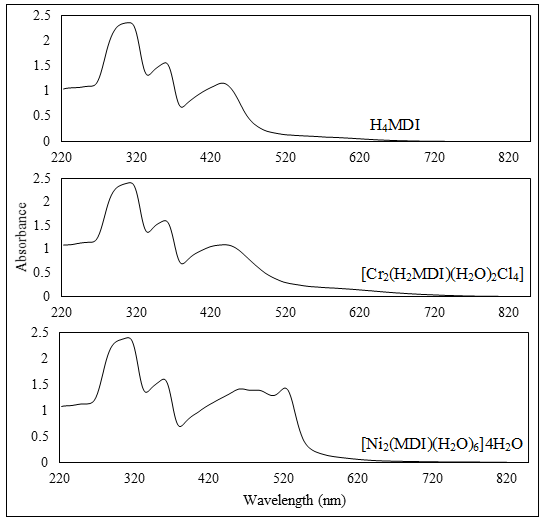 2.5
2
1.5
1
0.5
0
H₄MDI
220 320 420 520 620 720 820
2.5
2
1.5
1
0.5
0
[Cr₂(H₂MDI)(H₂O)₂Cl₄]
220 320 420 520 620 720 820
2.5
2
1.5
1
0.5
0
[Ni₂(MDI)(H₂O)₆]4H₂O
220 320 420 520 620 720 820
Absorbance
Wavelength (nm)